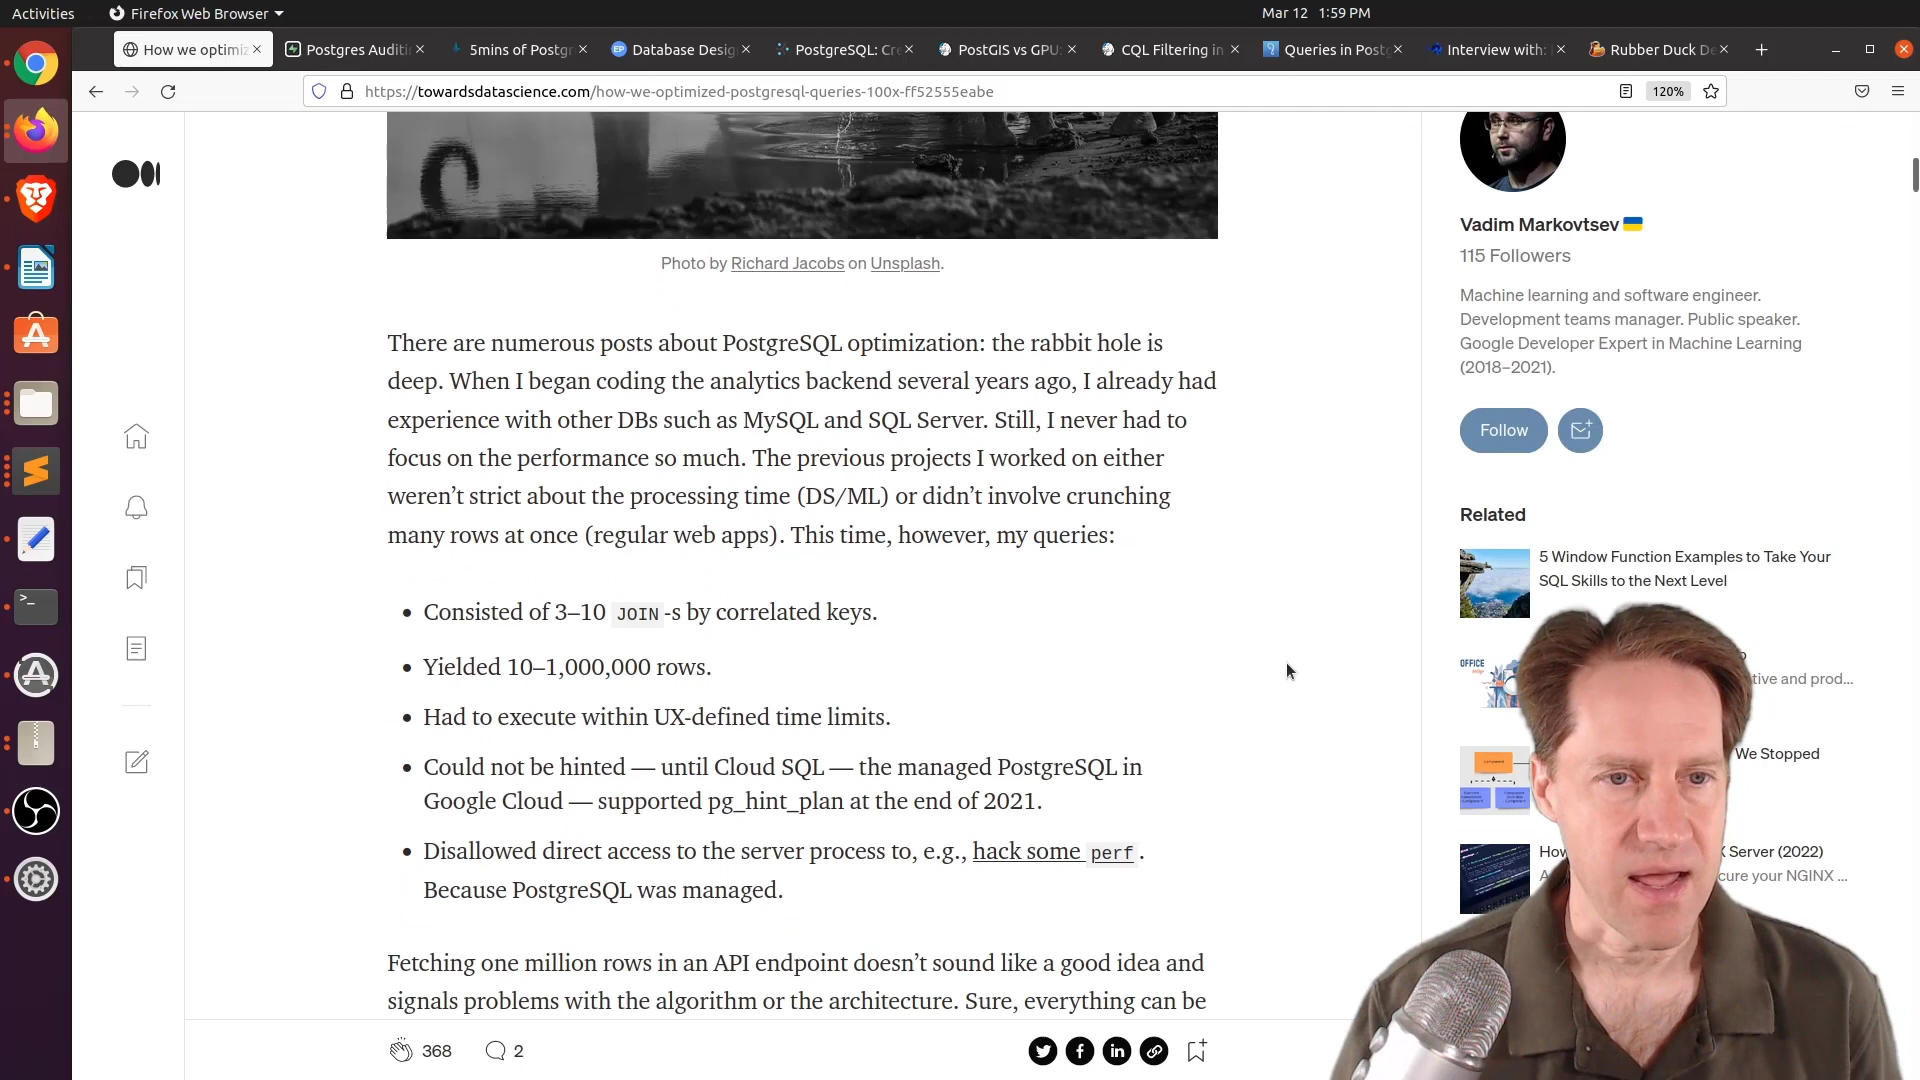 Activities
Firefox Web Browser
Mar 12 1:59 PM
How we optimiz
Postgres Auditi
5mins of Postgr
Database Desig
PostgreSQL: Cr
PostGIS vs GPU:
CQL Filtering in
Queries in Postg
Interview with:
Rubber Duck De
https://towardsdatascience.com/how-we-optimized-postgresql-queries-100x-ff52555eabe
120%
Photo by Richard Jacobs on Unsplash.
There are numerous posts about PostgreSQL optimization: the rabbit hole is
deep. When I began coding the analytics backend several years ago, I already had
experience with other DBs such as MySQL and SQL Server. Still, I never had to
focus on the performance so much. The previous projects I worked on either
weren’t strict about the processing time (DS/ML) or didn’t involve crunching
many rows at once (regular web apps). This time, however, my queries:
• Consisted of 3–10 JOIN-s by correlated keys.
• Yielded 10–1,000,000 rows.
• Had to execute within UX-defined time limits.
• Could not be hinted — until Cloud SQL — the managed PostgreSQL in
Google Cloud — supported pg_hint_plan at the end of 2021.
• Disallowed direct access to the server process to, e.g., hack some perf.
Because PostgreSQL was managed.
Fetching one million rows in an API endpoint doesn’t sound like a good idea and
signals problems with the algorithm or the architecture. Sure, everything can be
368
2
Vadim Markovtsev
115 Followers
Machine learning and software engineer.
Development teams manager. Public speaker.
Google Developer Expert in Machine Learning
(2018–2021).
Follow
Related
5 Window Function Examples to Take Your
SQL Skills to the Next Level
OFFICE
tive and prod...
We Stopped
How
X Server (2022)
A
cure your NGINX ...